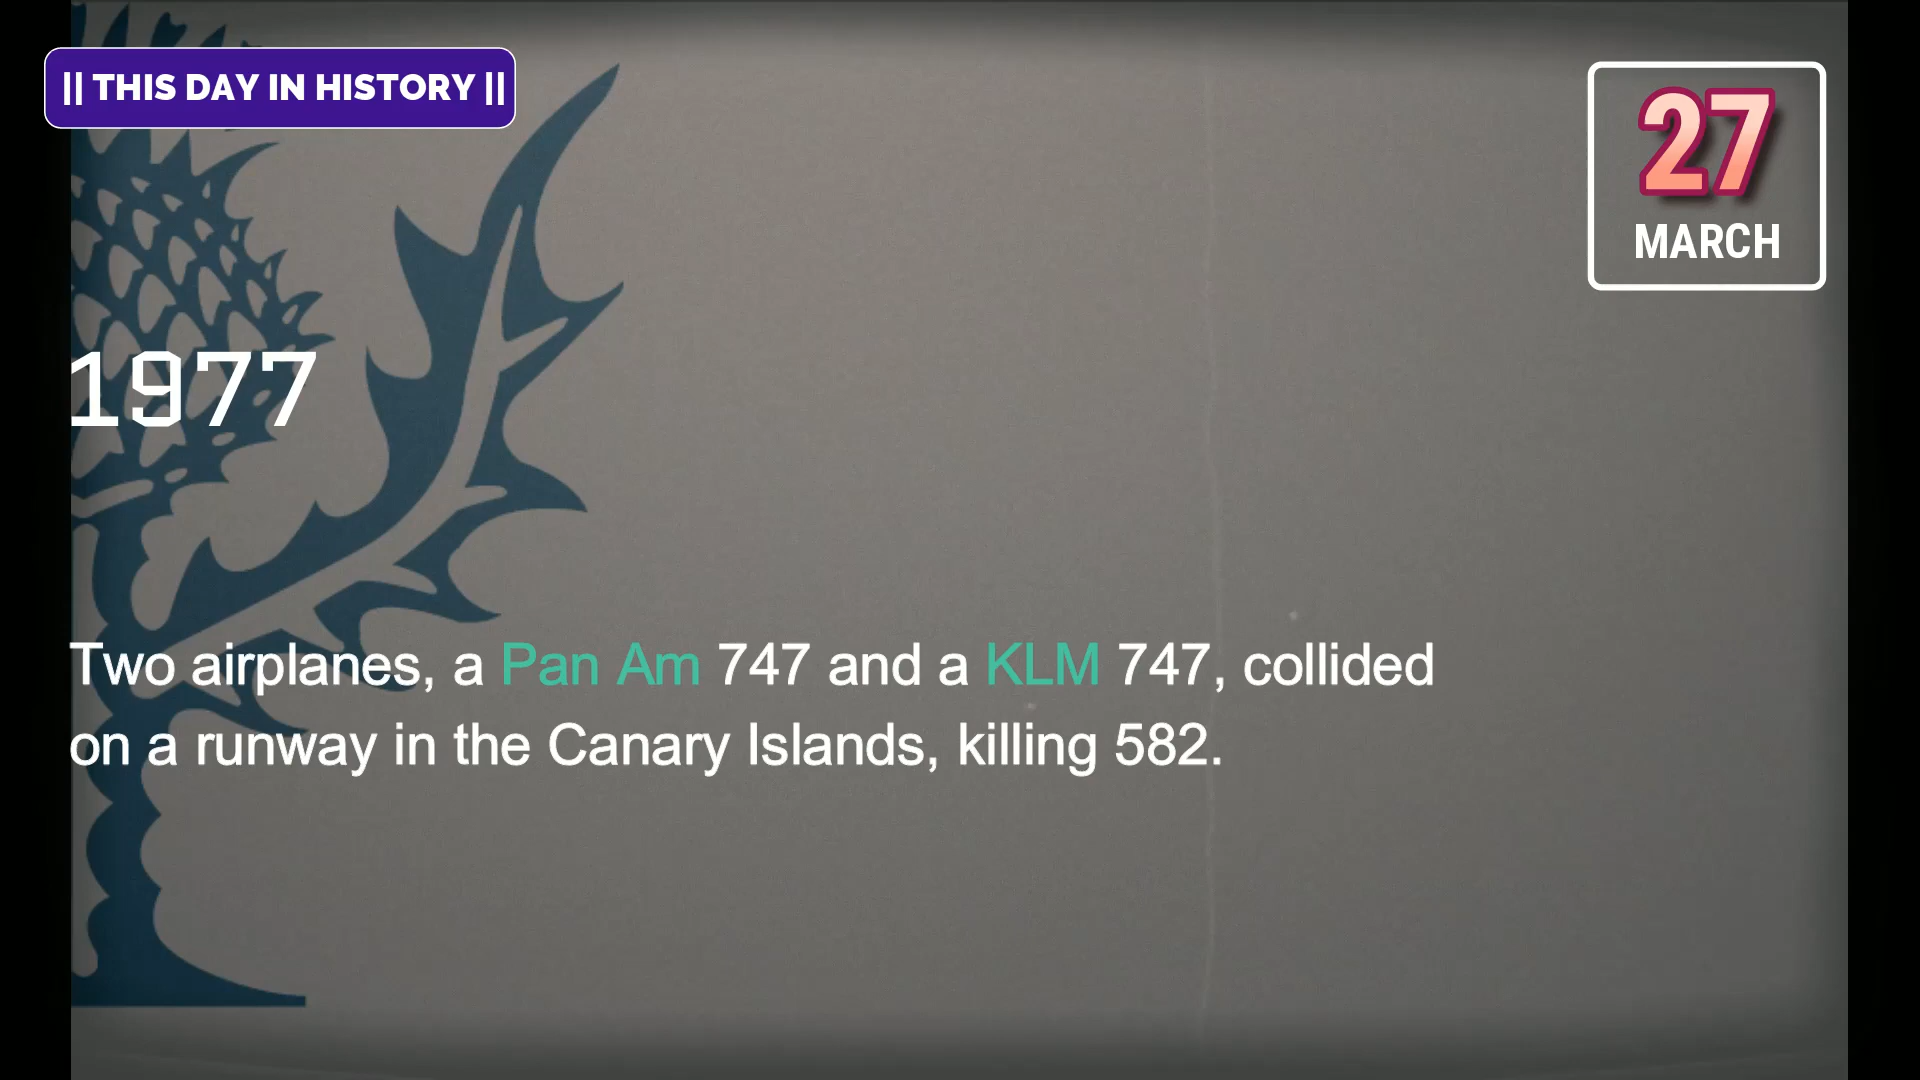 || THIS DAY IN HISTORY ||
27
MARCH
1977
Two airplanes, a Pan Am 747 and a KLM 747, collided
on a runway in the Canary Islands, killing 582.